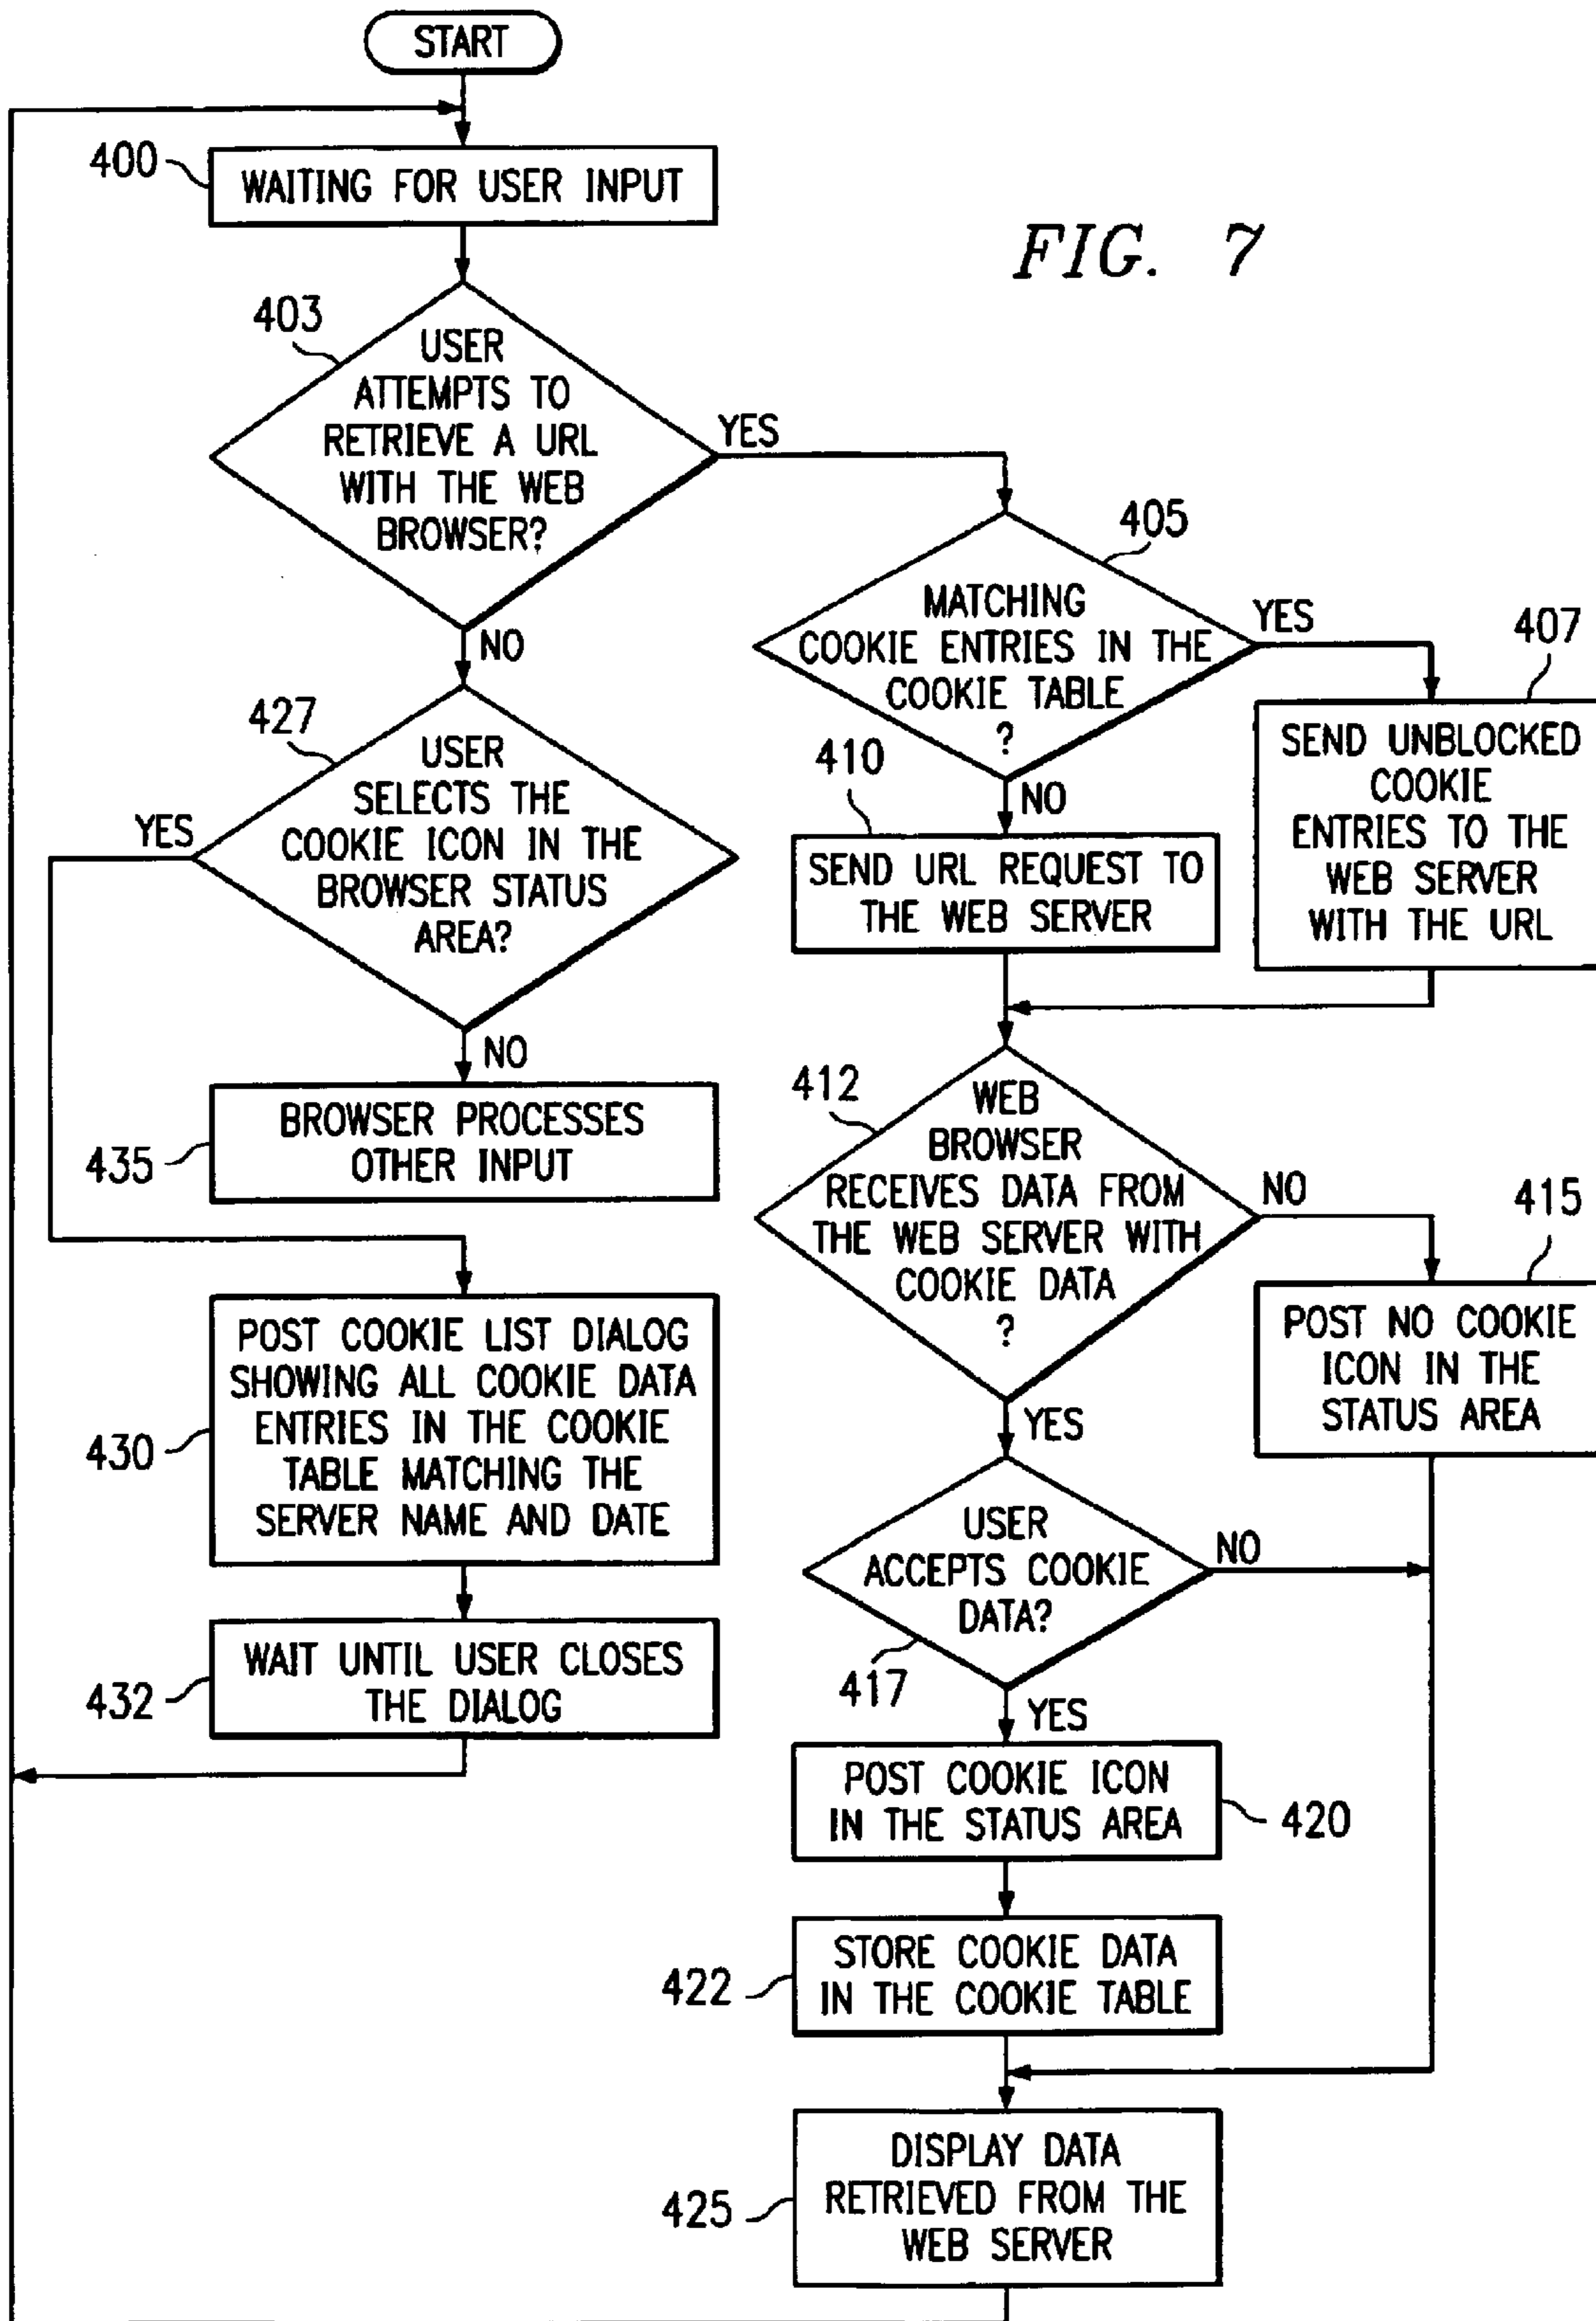 START
400
WAITING FOR USER INPUT
FIG. 7
403
USER
ATTEMPTS TO
RETRIEVE A URL
WITH THE WEB
BROWSER?
YES
NO
405
MATCHING
COOKIE ENTRIES IN THE
COOKIE TABLE
?
YES
NO
407
SEND UNBLOCKED
COOKIE
ENTRIES TO THE
WEB SERVER
WITH THE URL
410
SEND URL REQUEST TO
THE WEB SERVER
427
USER
SELECTS THE
COOKIE ICON IN THE
BROWSER STATUS
AREA?
YES
NO
435
BROWSER PROCESSES
OTHER INPUT
412
WEB
BROWSER
RECEIVES DATA FROM
THE WEB SERVER WITH
COOKIE DATA
?
NO
YES
415
POST NO COOKIE
ICON IN THE
STATUS AREA
430
POST COOKIE LIST DIALOG
SHOWING ALL COOKIE DATA
ENTRIES IN THE COOKIE
TABLE MATCHING THE
SERVER NAME AND DATE
432
WAIT UNTIL USER CLOSES
THE DIALOG
USER
ACCEPTS COOKIE
DATA?
417
NO
YES
POST COOKIE ICON
IN THE STATUS AREA
420
422
STORE COOKIE DATA
IN THE COOKIE TABLE
425
DISPLAY DATA
RETRIEVED FROM THE
WEB SERVER